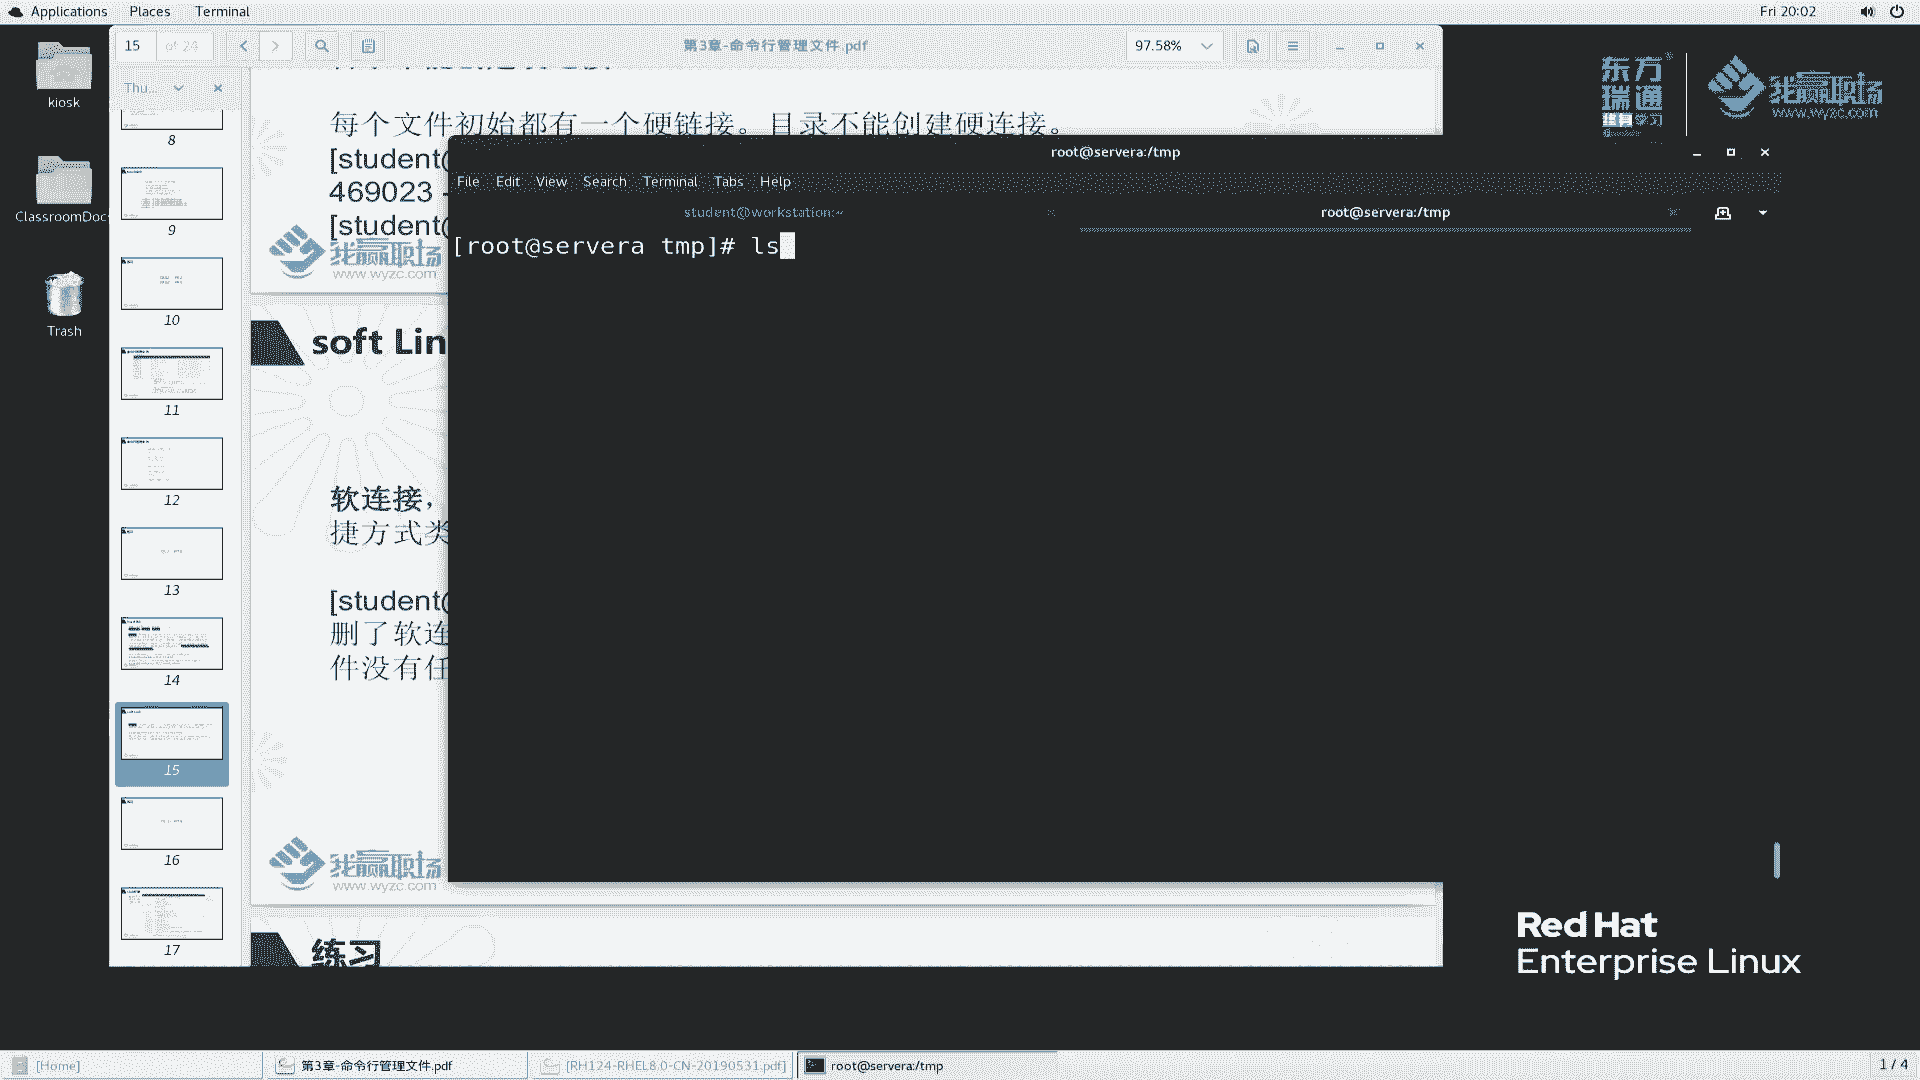 Applications Places Terminal
Fri 20:02
15 of 24
第3章-命令行管理文件.pdf
97.58%
kiosk
ClassroomDoc
Trash
Thu...
8
9
10
11
12
13
14
15
16
17
每个文件初始都有一个硬链接。目录不能创建硬连接。
[student@
469023 -
[student@
我赢职场
www.wyzc.com
soft Lin
软连接，
捷方式类
[student@
删了软连
件没有任
我赢职场
www.wyzc.com
练习
root@servera:/tmp
File Edit View Search Terminal Tabs Help
student@workstation:~
root@servera:/tmp
[root@servera tmp]# ls
东方
瑞通
终身学习
我赢职场
www.wyzc.com
Red Hat
Enterprise Linux
[Home]
第3章-命令行管理文件.pdf
[RH124-RHEL8.0-CN-20190531.pdf]
root@servera:/tmp
1 / 4